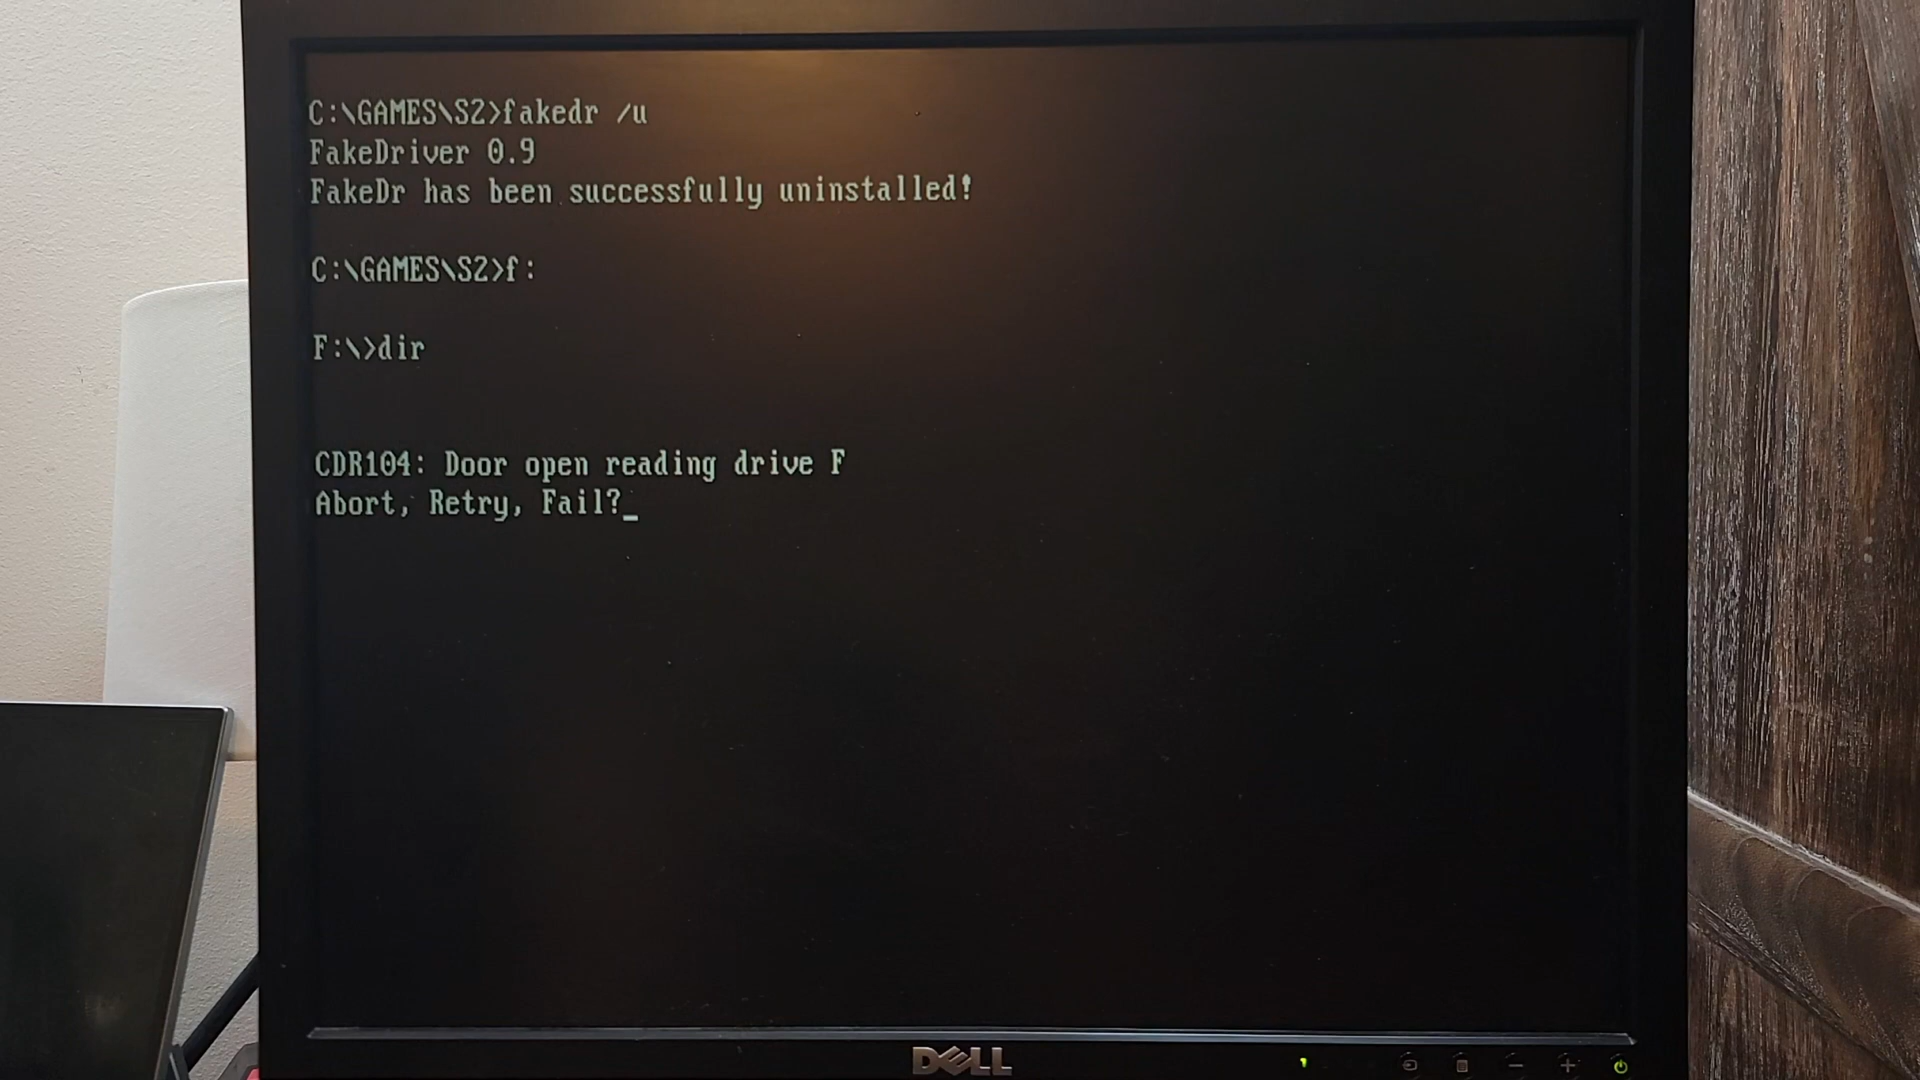 C:\GAMES\S2>fakedr /u
FakeDriver 0.9
FakeDr has been successfully uninstalled!
C:\GAMES\S2>f:
F:\>dir
CDR104: Door open reading drive F
Abort, Retry, Fail?_
DELL